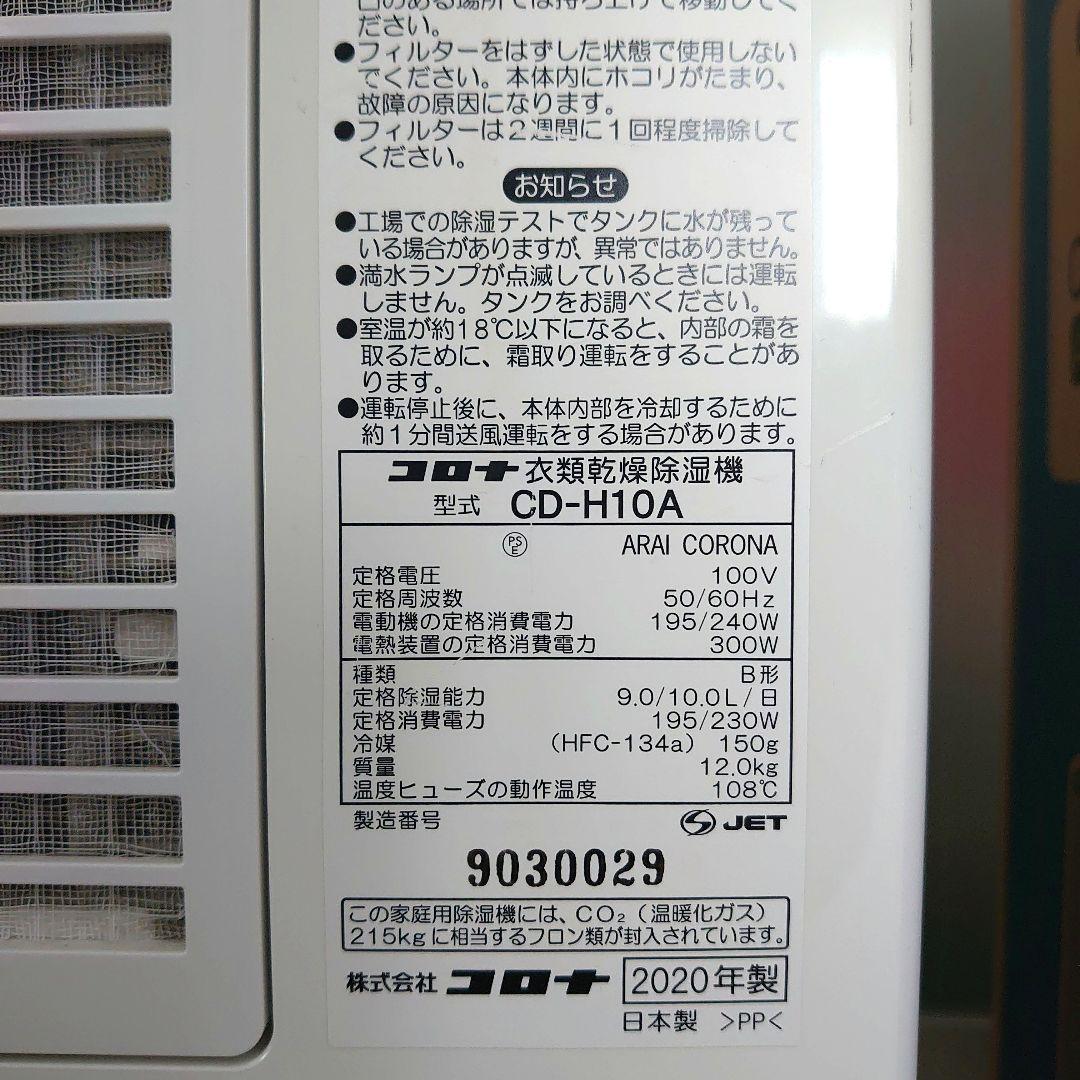 口のある場所では持ち上げて移動してく
ださい。
●フィルターをはずした状態で使用しない
でください。本体内にホコリがたまり、
故障の原因になります。
●フィルターは2週間に1回程度掃除して
ください。
お知らせ
●工場での除湿テストでタンクに水が残って
いる場合がありますが、異常ではありません。
●満水ランプが点滅しているときには運転
しません。タンクをお調べください。
●室温が約18℃以下になると、内部の霜を
取るために、霜取り運転をすることがあ
ります。
●運転停止後に、本体内部を冷却するために
約1分間送風運転をする場合があります。
コロナ 衣類乾燥除湿機
型式 CD-H10A
PSE ARAI CORONA
定格電圧 100V
定格周波数 50/60Hz
電動機の定格消費電力 195/240W
電熱装置の定格消費電力 300W
種類 B形
定格除湿能力 9.0/10.0L/日
定格消費電力 195/230W
冷媒 (HFC-134a) 150g
質量 12.0kg
温度ヒューズの動作温度 108℃
製造番号 JET
9030029
この家庭用除湿機には、CO₂(温暖化ガス)
215kgに相当するフロン類が封入されています。
株式会社 コロナ 2020年製
日本製 >PP<